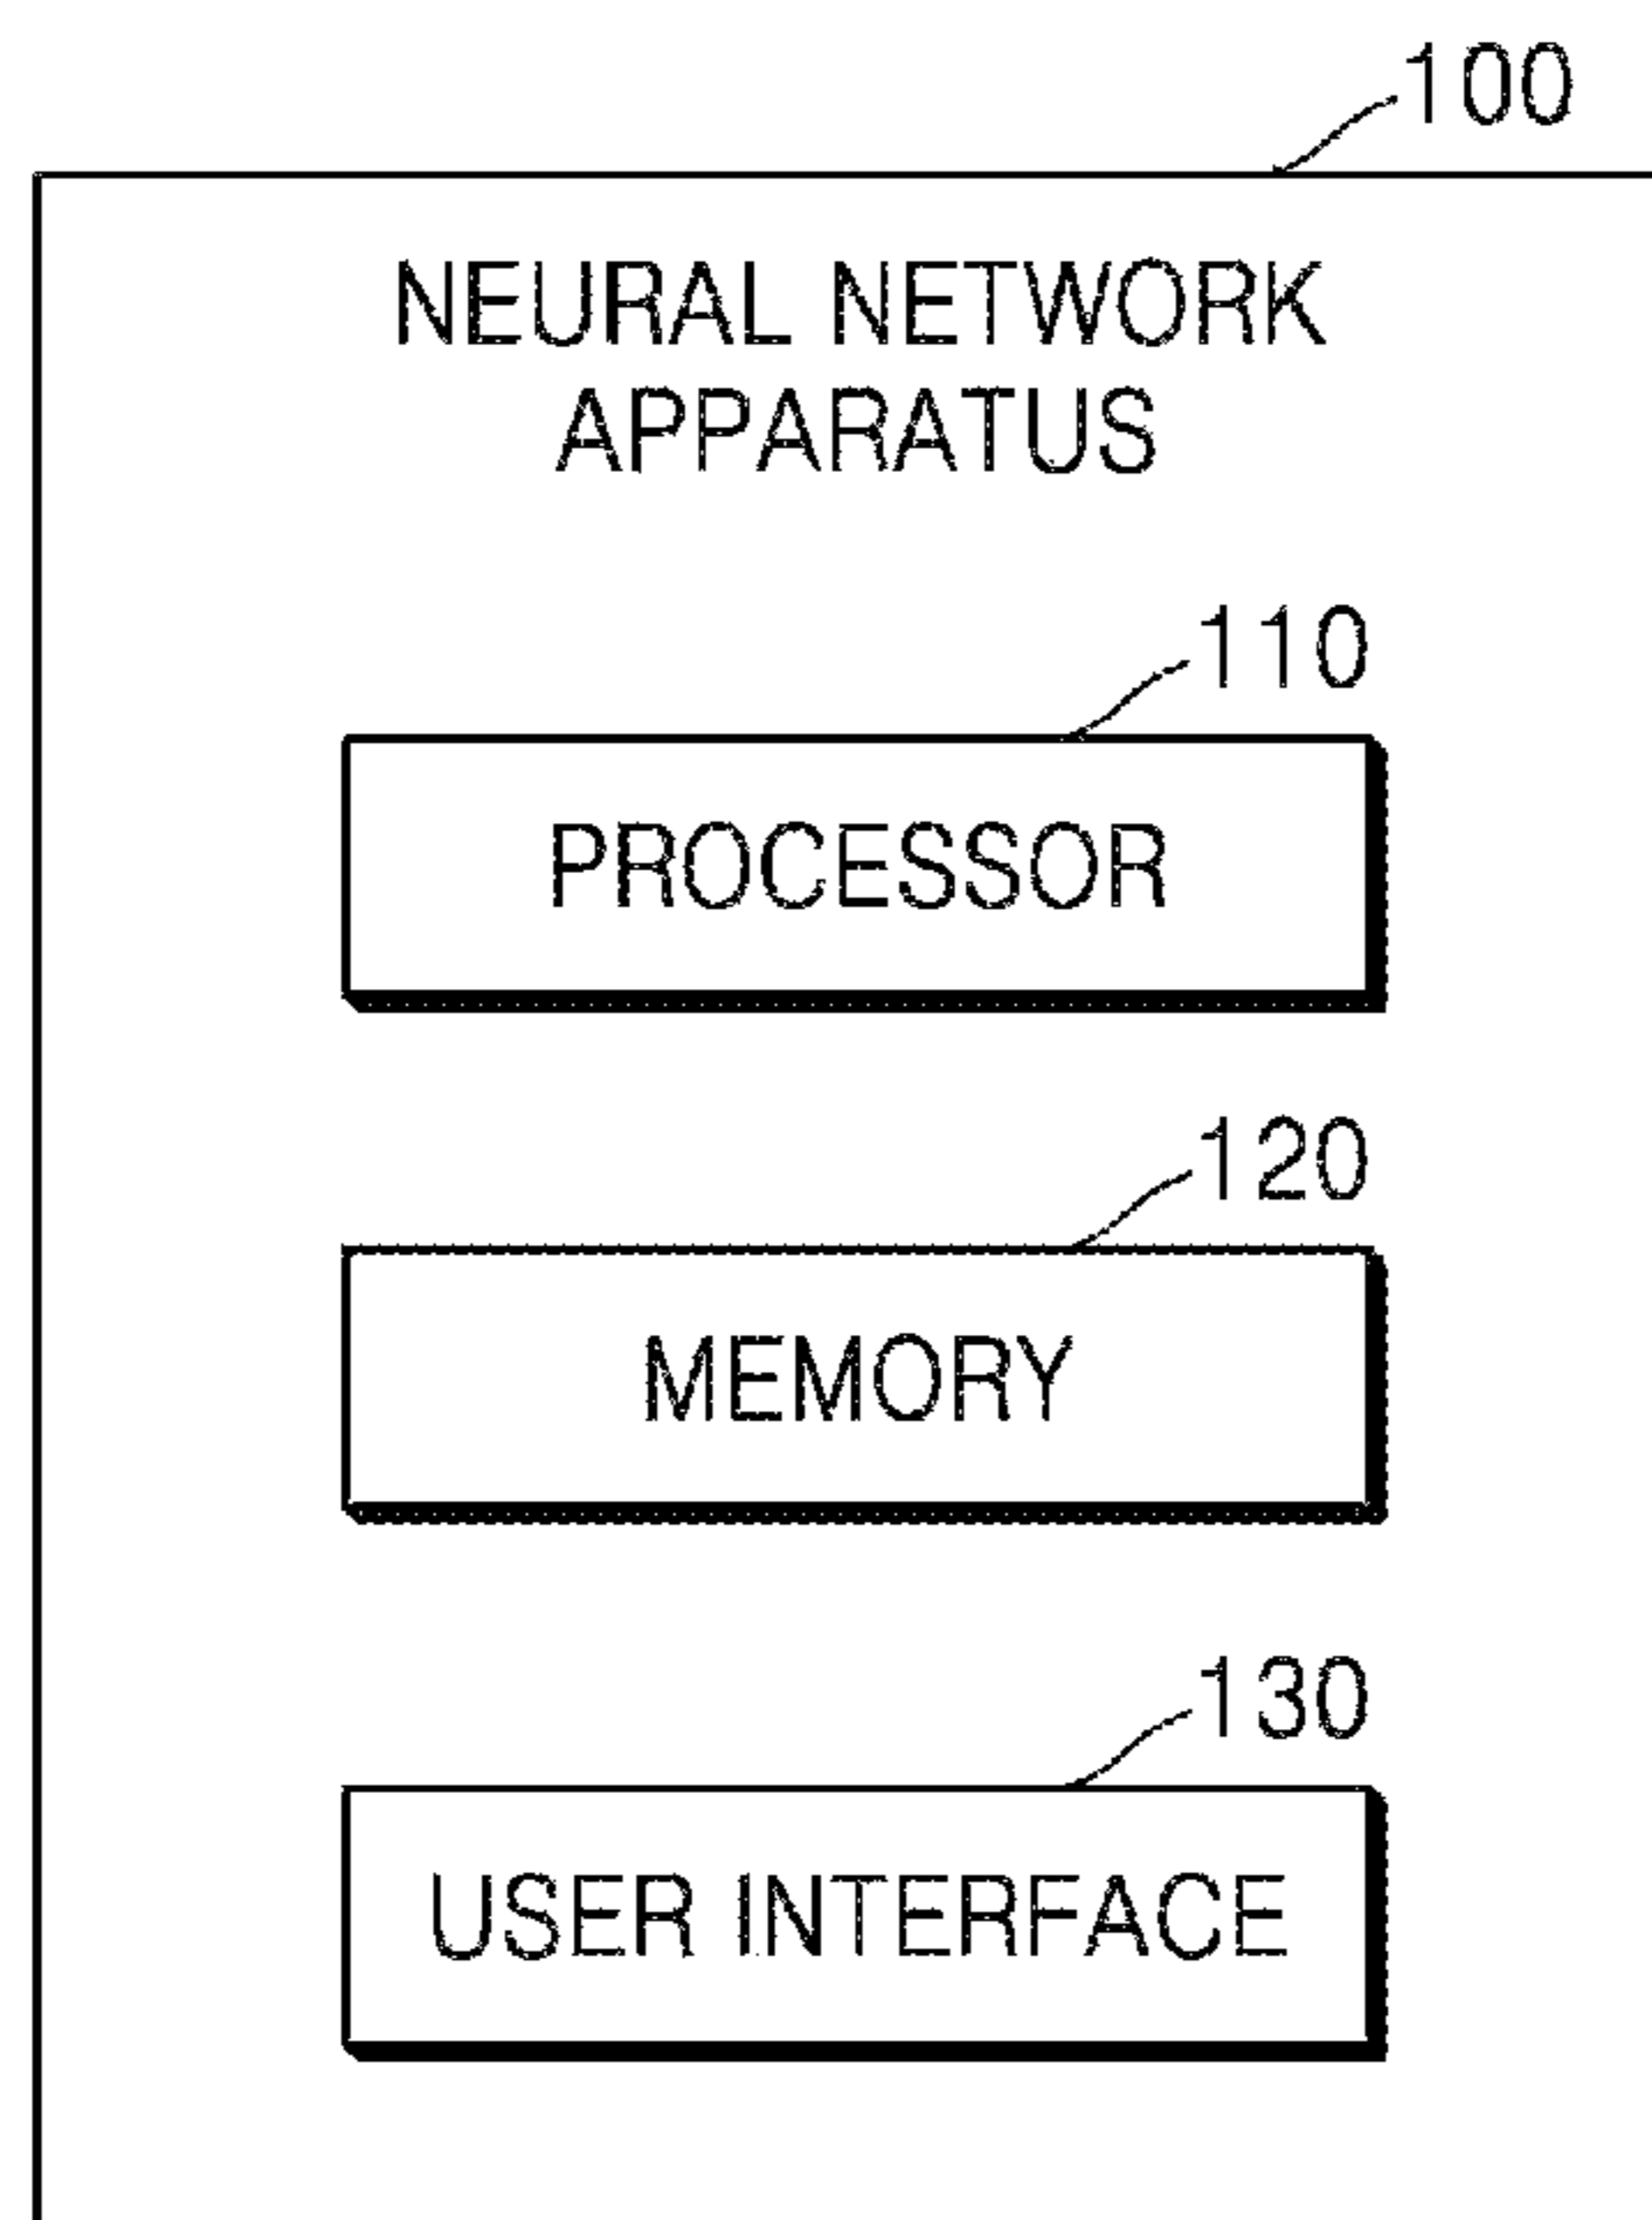 100
NEURAL NETWORK
APPARATUS
110
PROCESSOR
120
MEMORY
130
USER INTERFACE